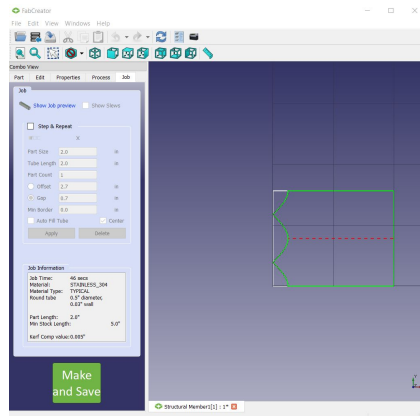 FabCreator
File Edit View Windows Help
Combo View
Part Edit Properties Process Job
Job
Show Job preview Show Slews
Step & Repeat
X
Part Size 2.0 in
Tube Length 2.0 in
Part Count 1
Offset 2.7 in
Gap 0.7 in
Min Border 0.0 in
Auto Fill Tube Center
Apply Delete
Job Information
Job Time: 46 secs
Material: STAINLESS_304
Material Type: TYPICAL
Round tube 0.5" diameter,
0.03" wall
Part Length: 2.0"
Min Stock Length: 5.0"
Kerf Comp value: 0.005"
Make
and Save
Structural Member1[1] : 1*